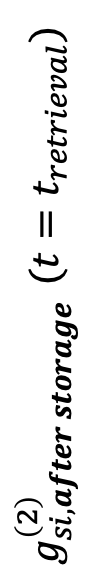 g^{(2)}_{si,after storage} (t = t_{retrieval})